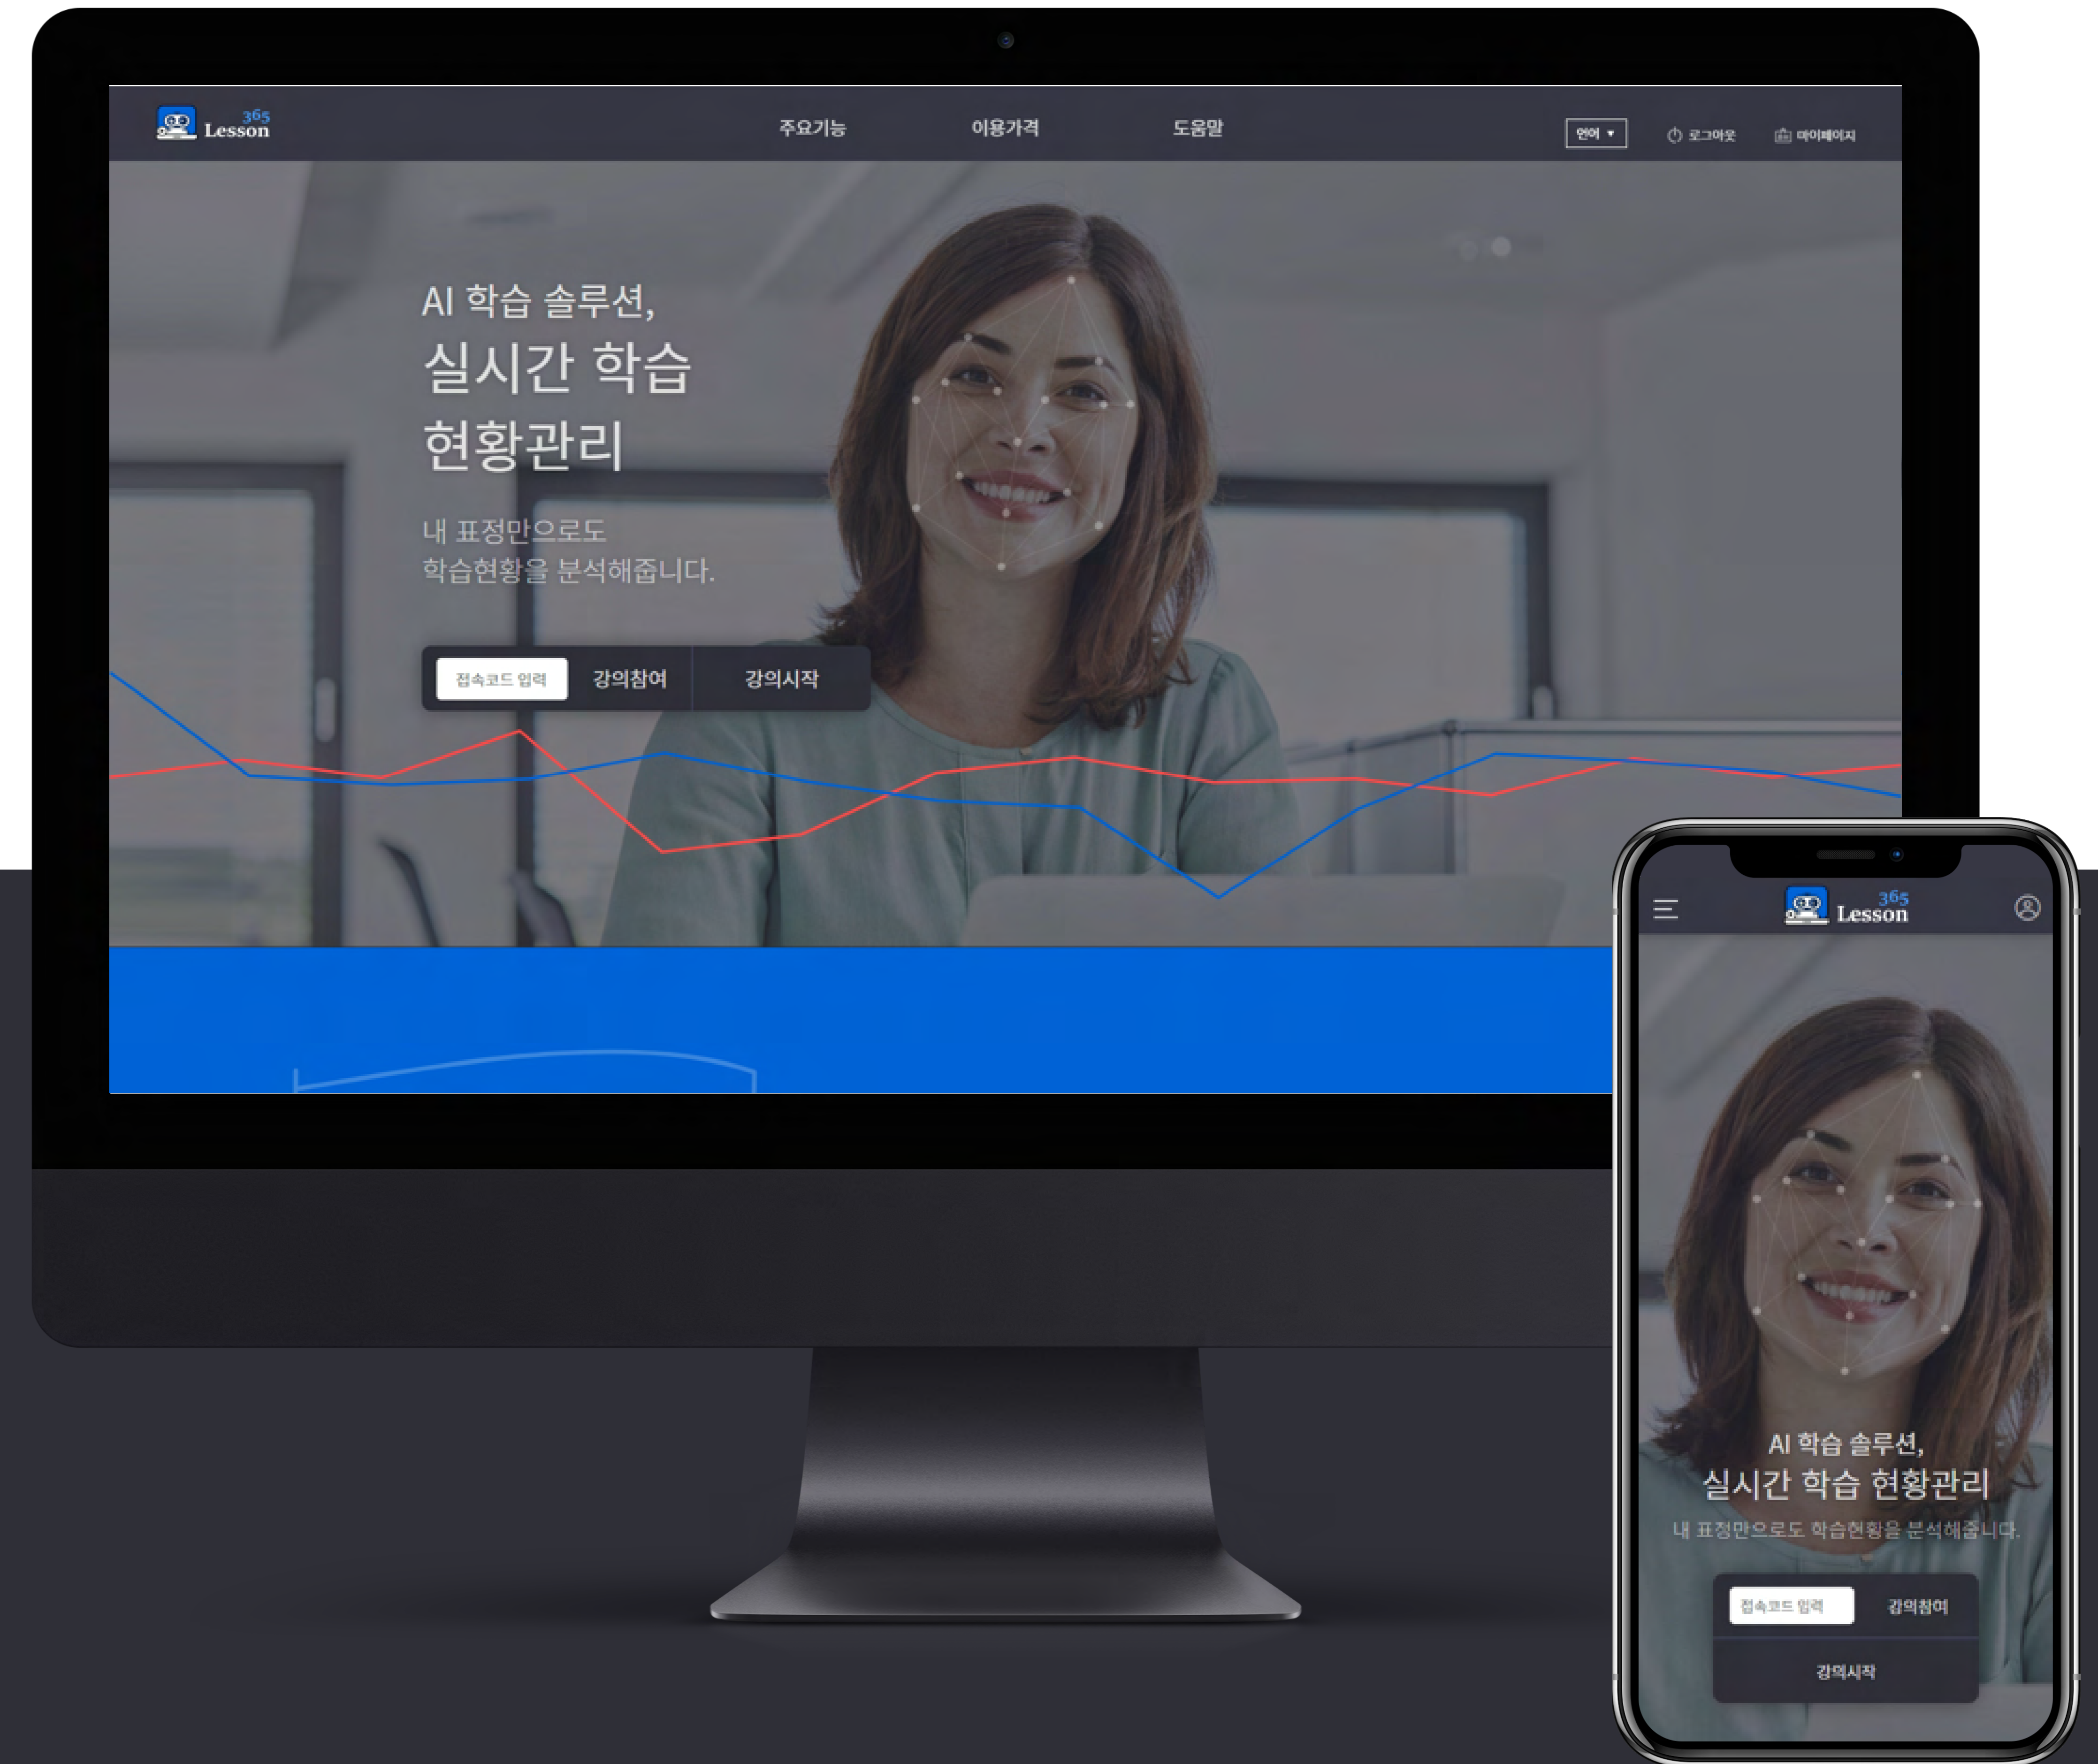 365
Lesson
주요기능
이용가격
도움말
언어 ▼
로그아웃
마이페이지
AI 학습 솔루션,
실시간 학습
현황관리
내 표정만으로도
학습현황을 분석해줍니다.
접속코드 입력
강의참여
강의시작
365
Lesson
AI 학습 솔루션,
실시간 학습 현황관리
내 표정만으로도 학습현황을 분석해줍니다.
접속코드 입력
강의참여
강의시작